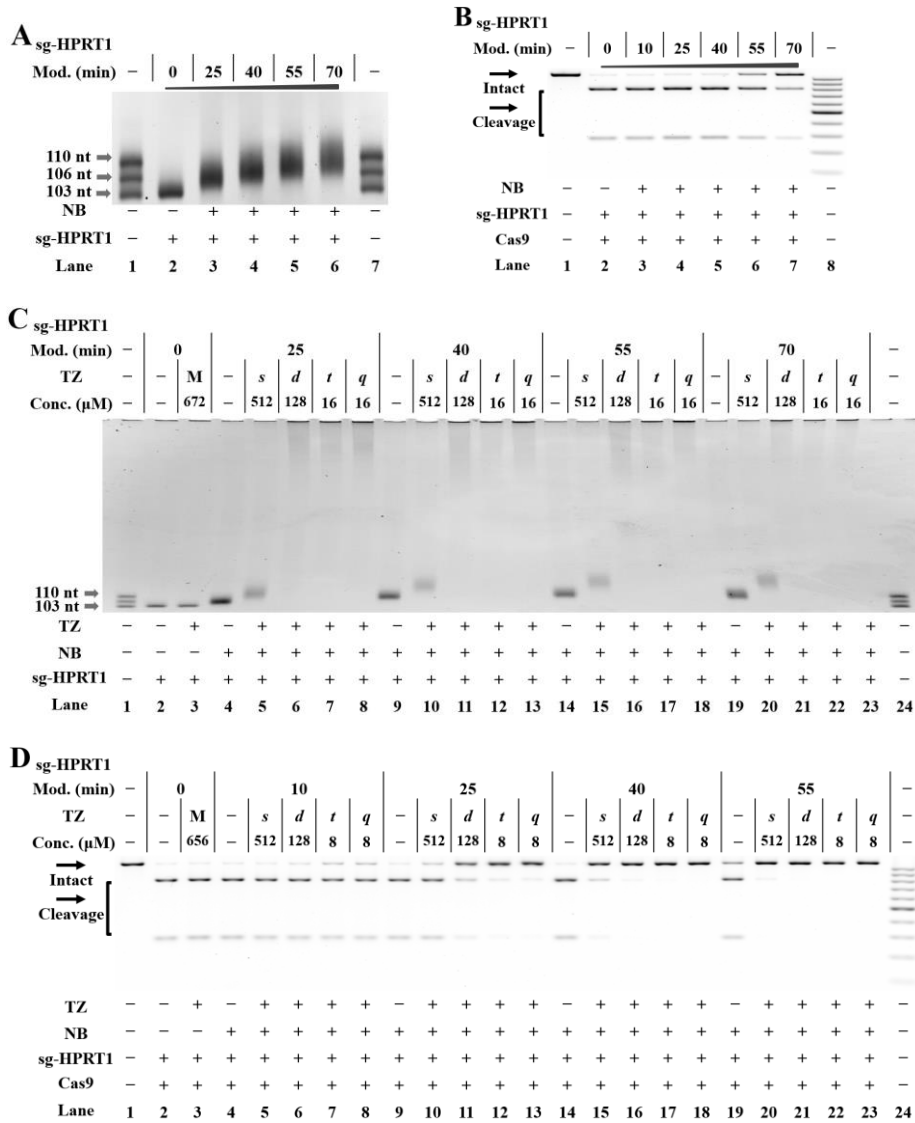 A sg-HPRT1
Mod. (min) – 0 25 40 55 70 –
110 nt
106 nt
103 nt
NB – – + + + + –
sg-HPRT1 – + + + + + –
Lane 1 2 3 4 5 6 7
B sg-HPRT1
Mod. (min) – 0 10 25 40 55 70 –
Intact
Cleavage
NB – – + + + + + –
sg-HPRT1 – + + + + + + –
Cas9 – + + + + + + –
Lane 1 2 3 4 5 6 7 8
C sg-HPRT1
Mod. (min) – 0 25 40 55 70 –
TZ – – M – s d t q – s d t q – s d t q – s d t q –
Conc. (μM) – – 672 – 512 128 16 16 – 512 128 16 16 – 512 128 16 16 – 512 128 16 16 –
110 nt
103 nt
TZ – – + – + + + + – + + + + – + + + + – + + + + –
NB – – – + + + + + + + + + + + + + + + + + + + + –
sg-HPRT1 – + + + + + + + + + + + + + + + + + + + + + + –
Lane 1 2 3 4 5 6 7 8 9 10 11 12 13 14 15 16 17 18 19 20 21 22 23 24
D sg-HPRT1
Mod. (min) – 0 10 25 40 55 –
TZ – – M – s d t q – s d t q – s d t q – s d t q –
Conc. (μM) – – 656 – 512 128 8 8 – 512 128 8 8 – 512 128 8 8 – 512 128 8 8 –
Intact
Cleavage
TZ – – + – + + + + – + + + + – + + + + – + + + + –
NB – – – + + + + + + + + + + + + + + + + + + + + –
sg-HPRT1 – + + + + + + + + + + + + + + + + + + + + + + –
Cas9 – + + + + + + + + + + + + + + + + + + + + + + –
Lane 1 2 3 4 5 6 7 8 9 10 11 12 13 14 15 16 17 18 19 20 21 22 23 24